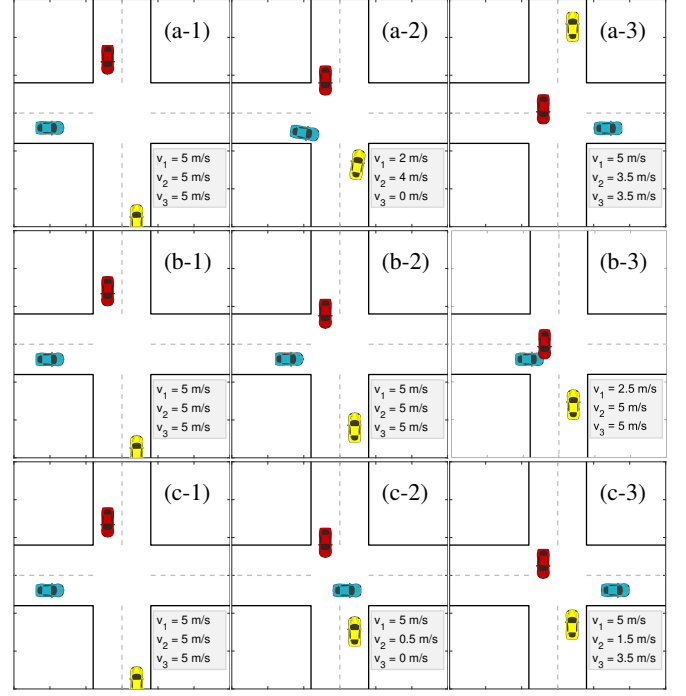 (a-1)
v1 = 5 m/s
v2 = 5 m/s
v3 = 5 m/s
(a-2)
v1 = 2 m/s
v2 = 4 m/s
v3 = 0 m/s
(a-3)
v1 = 5 m/s
v2 = 3.5 m/s
v3 = 3.5 m/s
(b-1)
v1 = 5 m/s
v2 = 5 m/s
v3 = 5 m/s
(b-2)
v1 = 5 m/s
v2 = 5 m/s
v3 = 5 m/s
(b-3)
v1 = 2.5 m/s
v2 = 5 m/s
v3 = 5 m/s
(c-1)
v1 = 5 m/s
v2 = 5 m/s
v3 = 5 m/s
(c-2)
v1 = 5 m/s
v2 = 0.5 m/s
v3 = 0 m/s
(c-3)
v1 = 5 m/s
v2 = 1.5 m/s
v3 = 3.5 m/s